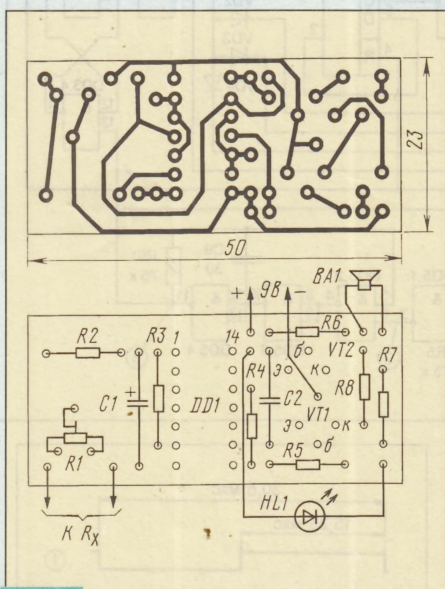 23
50
+ 9В
BA1
R2
R3
1
14
R6
б
VT2
R7
C1
+
DD1
R4
Э
к
C2
R8
VT1
Э
к
б
R1
R5
К Rx
HL1